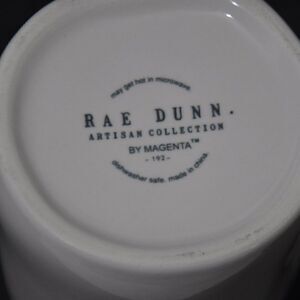 may get hot in microwave.
RAE DUNN.
ARTISAN COLLECTION
BY MAGENTA™
- 192 -
dishwasher safe. made in china.